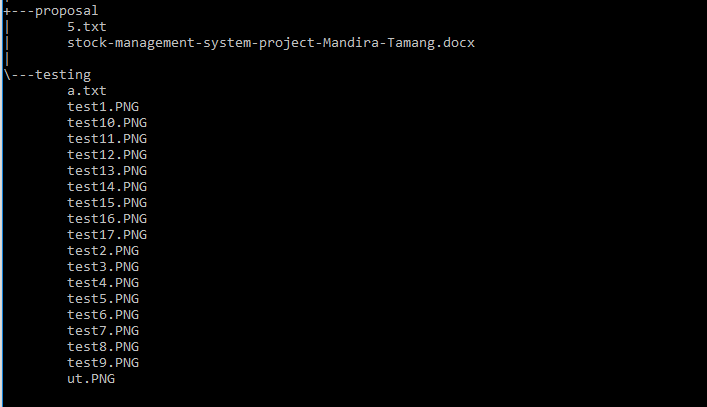 +---proposal
|       5.txt
|       stock-management-system-project-Mandira-Tamang.docx
|
\---testing
        a.txt
        test1.PNG
        test10.PNG
        test11.PNG
        test12.PNG
        test13.PNG
        test14.PNG
        test15.PNG
        test16.PNG
        test17.PNG
        test2.PNG
        test3.PNG
        test4.PNG
        test5.PNG
        test6.PNG
        test7.PNG
        test8.PNG
        test9.PNG
        ut.PNG